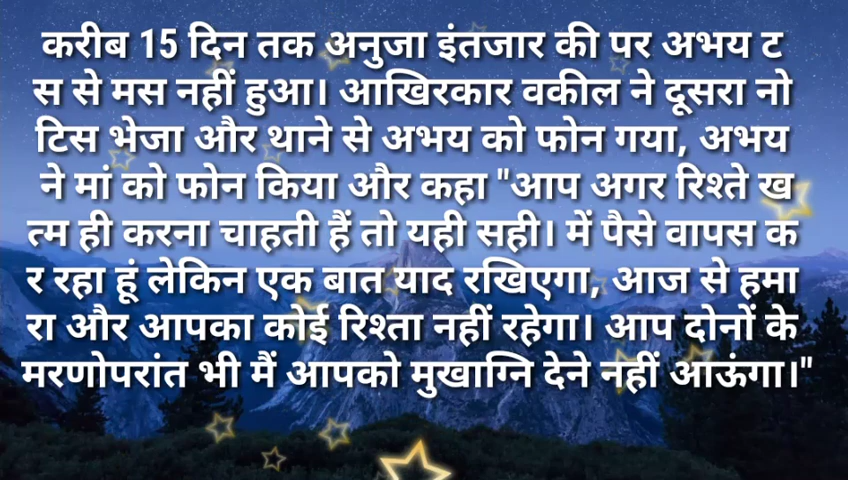 करीब 15 दिन तक अनुजा इंतजार की पर अभय ट
स से मस नहीं हुआ। आखिरकार वकील ने दूसरा नो
टिस भेजा और थाने से अभय को फोन गया, अभय
ने मां को फोन किया और कहा "आप अगर रिश्ते ख
त्म ही करना चाहती हैं तो यही सही। में पैसे वापस क
र रहा हूं लेकिन एक बात याद रखिएगा, आज से हमा
रा और आपका कोई रिश्ता नहीं रहेगा। आप दोनों के
मरणोपरांत भी मैं आपको मुखाग्नि देने नहीं आऊंगा।"